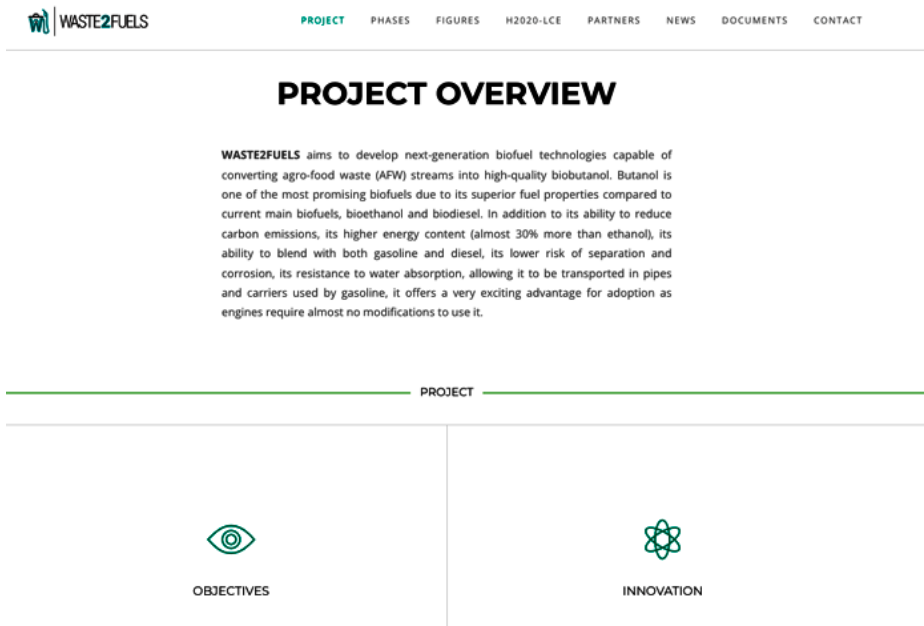 WASTE2FUELS
PROJECT PHASES FIGURES H2020-LCE PARTNERS NEWS DOCUMENTS CONTACT
PROJECT OVERVIEW
WASTE2FUELS aims to develop next-generation biofuel technologies capable of
converting agro-food waste (AFW) streams into high-quality biobutanol. Butanol is
one of the most promising biofuels due to its superior fuel properties compared to
current main biofuels, bioethanol and biodiesel. In addition to its ability to reduce
carbon emissions, its higher energy content (almost 30% more than ethanol), its
ability to blend with both gasoline and diesel, its lower risk of separation and
corrosion, its resistance to water absorption, allowing it to be transported in pipes
and carriers used by gasoline, it offers a very exciting advantage for adoption as
engines require almost no modifications to use it.
PROJECT
OBJECTIVES
INNOVATION